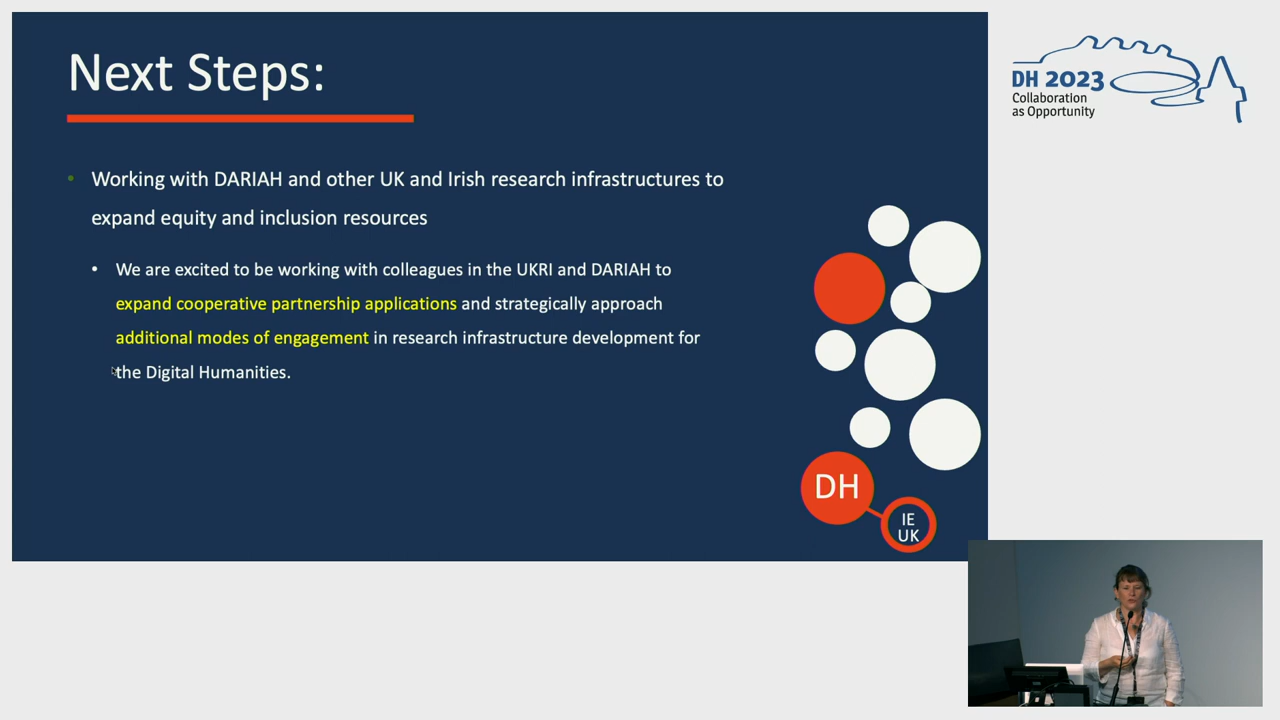 Next Steps:
Working with DARIAH and other UK and Irish research infrastructures to
expand equity and inclusion resources
We are excited to be working with colleagues in the UKRI and DARIAH to
expand cooperative partnership applications and strategically approach
additional modes of engagement in research infrastructure development for
the Digital Humanities.
DH
IE
UK
DH 2023
Collaboration
as Opportunity